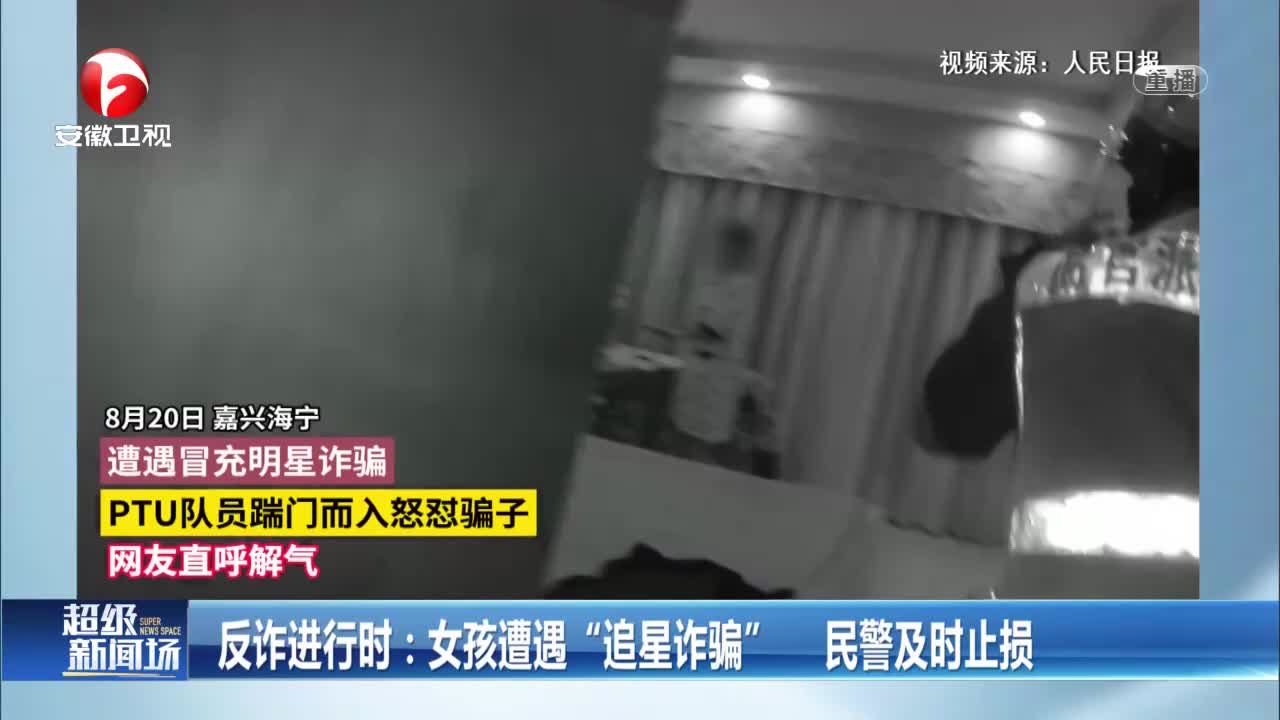 视频来源：人民日报
重播
安徽卫视
8月20日 嘉兴海宁
遭遇冒充明星诈骗
PTU队员踹门而入怒怼骗子
网友直呼解气
超级新闻场
SUPER NEWS SPACE
反诈进行时：女孩遭遇“追星诈骗” 民警及时止损